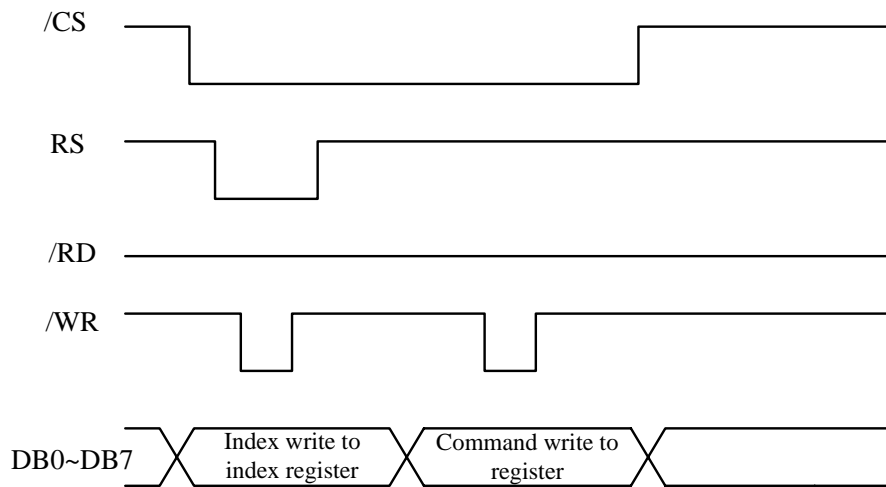 /CS
RS
/RD
/WR
DB0~DB7
Index write to
index register
Command write to
register